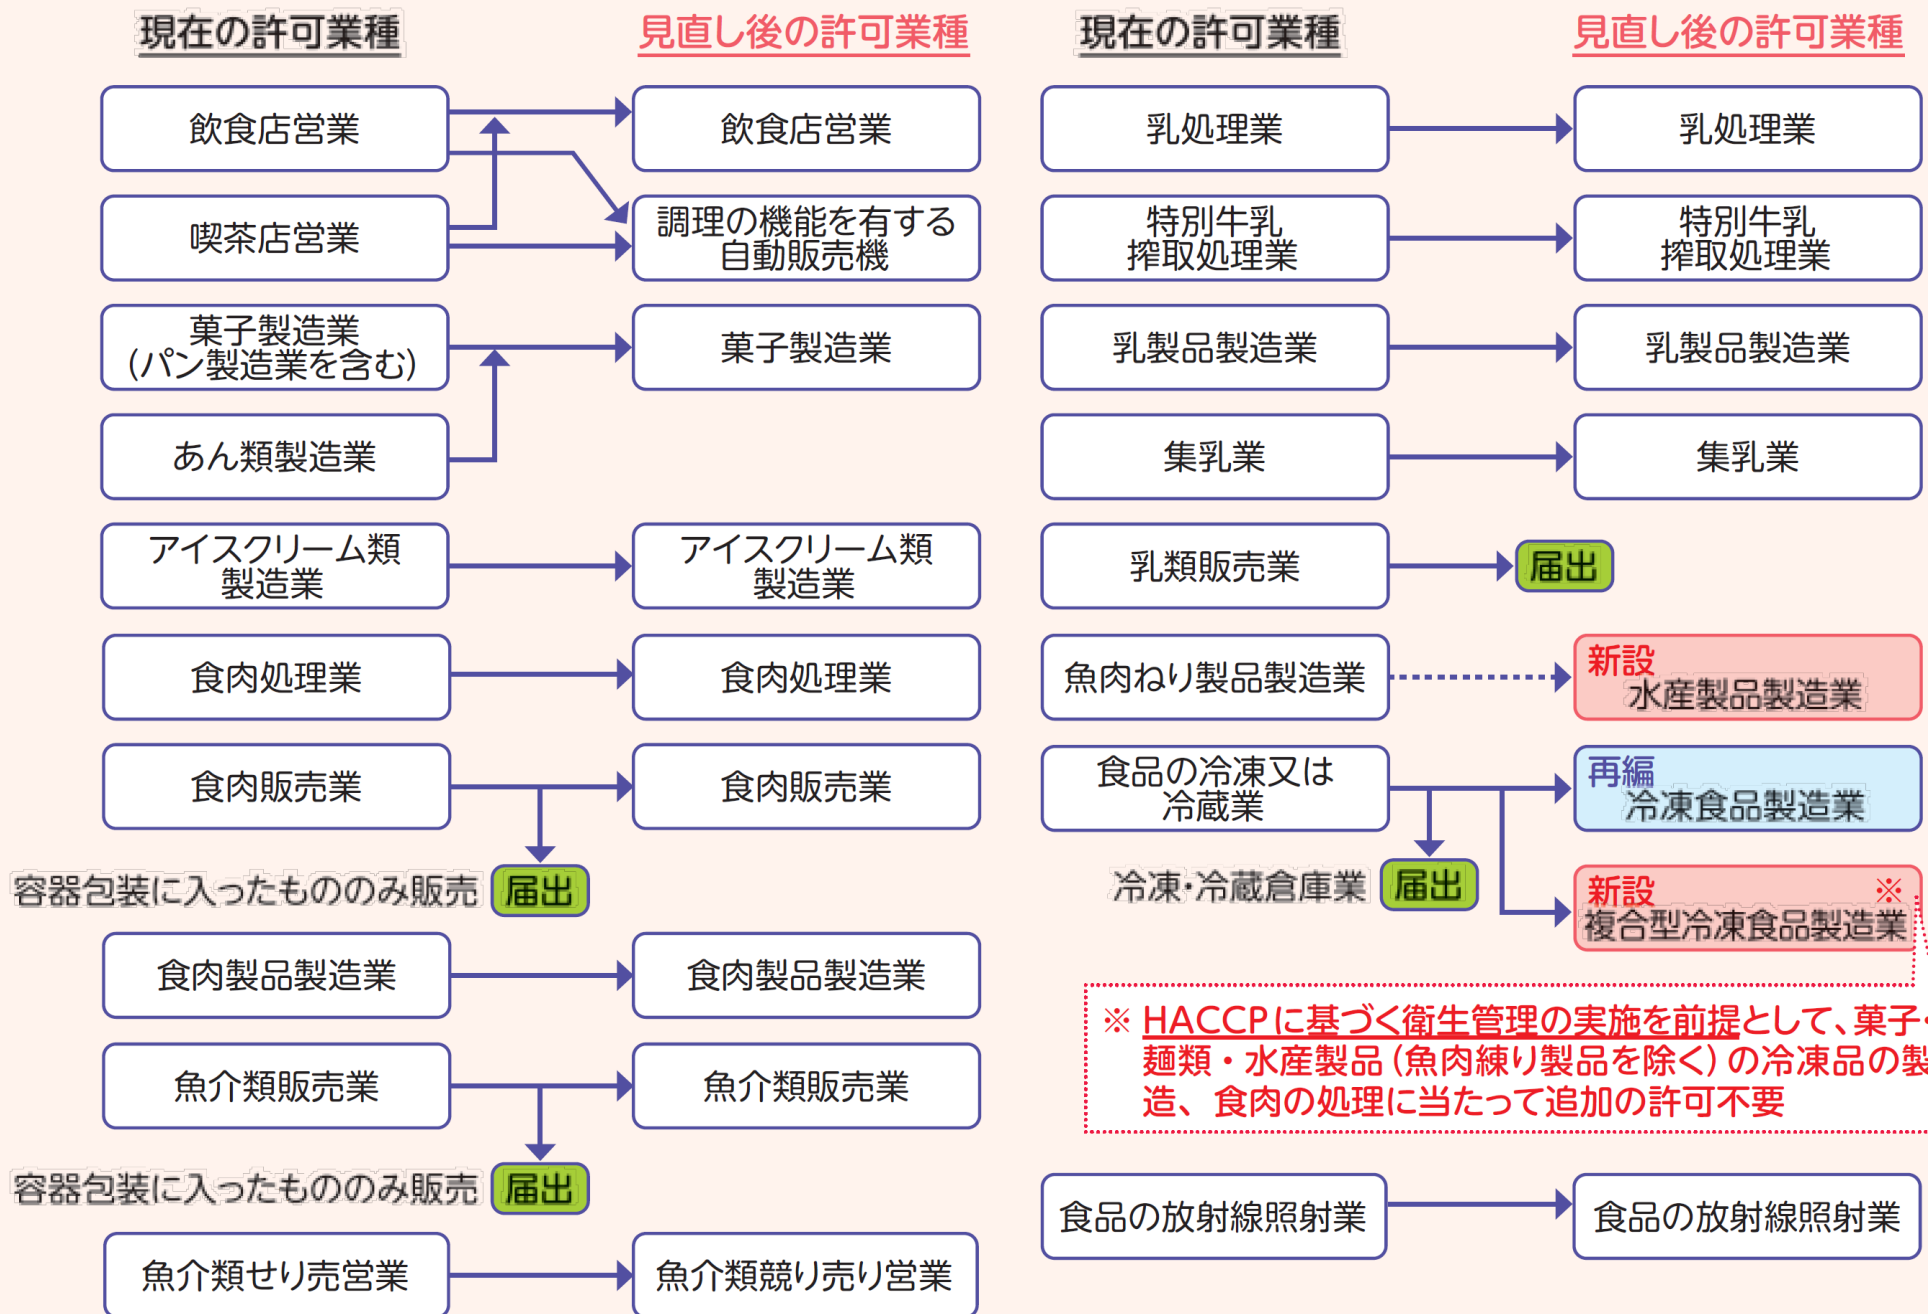 現在の許可業種
見直し後の許可業種
飲食店営業
飲食店営業
喫茶店営業
調理の機能を有する
自動販売機
菓子製造業
(パン製造業を含む)
菓子製造業
あん類製造業
アイスクリーム類
製造業
アイスクリーム類
製造業
食肉処理業
食肉処理業
食肉販売業
食肉販売業
容器包装に入ったもののみ販売
届出
食肉製品製造業
食肉製品製造業
魚介類販売業
魚介類販売業
容器包装に入ったもののみ販売
届出
魚介類せり売営業
魚介類競り売り営業
現在の許可業種
見直し後の許可業種
乳処理業
乳処理業
特別牛乳
搾取処理業
特別牛乳
搾取処理業
乳製品製造業
乳製品製造業
集乳業
集乳業
乳類販売業
届出
魚肉ねり製品製造業
新設
水産製品製造業
食品の冷凍又は
冷蔵業
再編
冷凍食品製造業
冷凍・冷蔵倉庫業
届出
新設 ※
複合型冷凍食品製造業
※ HACCPに基づく衛生管理の実施を前提として、菓子・
麺類・水産製品(魚肉練り製品を除く)の冷凍品の製
造、食肉の処理に当たって追加の許可不要
食品の放射線照射業
食品の放射線照射業